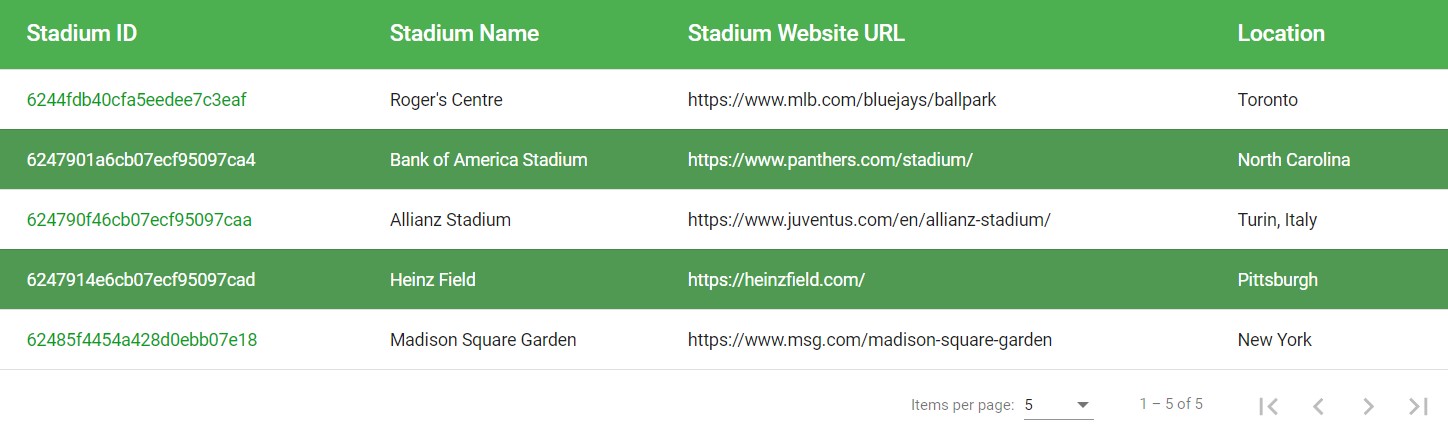 Stadium ID Stadium Name Stadium Website URL Location
6244fdb40cfa5eedee7c3eaf Roger's Centre https://www.mlb.com/bluejays/ballpark Toronto
6247901a6cb07ecf95097ca4 Bank of America Stadium https://www.panthers.com/stadium/ North Carolina
624790f46cb07ecf95097caa Allianz Stadium https://www.juventus.com/en/allianz-stadium/ Turin, Italy
6247914e6cb07ecf95097cad Heinz Field https://heinzfield.com/ Pittsburgh
62485f4454a428d0ebb07e18 Madison Square Garden https://www.msg.com/madison-square-garden New York
Items per page: 5 1 – 5 of 5